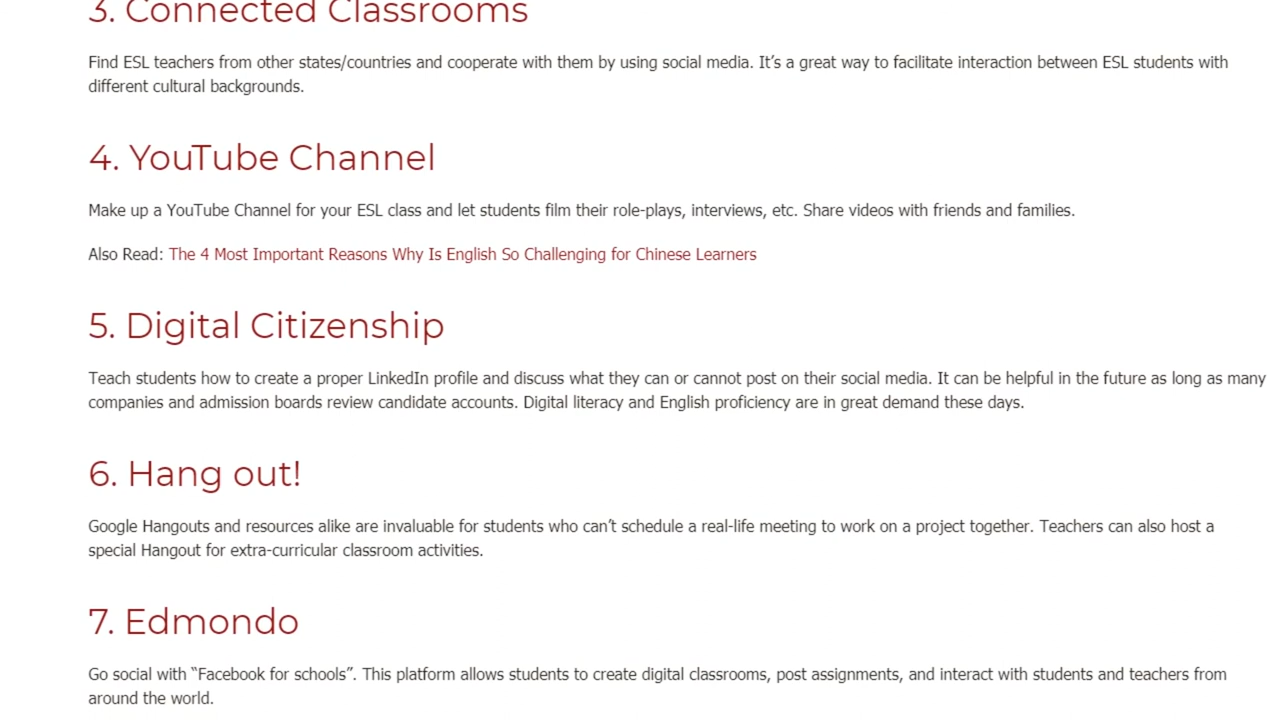 3. Connected Classrooms
Find ESL teachers from other states/countries and cooperate with them by using social media. It’s a great way to facilitate interaction between ESL students with
different cultural backgrounds.
4. YouTube Channel
Make up a YouTube Channel for your ESL class and let students film their role-plays, interviews, etc. Share videos with friends and families.
Also Read: The 4 Most Important Reasons Why Is English So Challenging for Chinese Learners
5. Digital Citizenship
Teach students how to create a proper LinkedIn profile and discuss what they can or cannot post on their social media. It can be helpful in the future as long as many
companies and admission boards review candidate accounts. Digital literacy and English proficiency are in great demand these days.
6. Hang out!
Google Hangouts and resources alike are invaluable for students who can’t schedule a real-life meeting to work on a project together. Teachers can also host a
special Hangout for extra-curricular classroom activities.
7. Edmondo
Go social with “Facebook for schools”. This platform allows students to create digital classrooms, post assignments, and interact with students and teachers from
around the world.